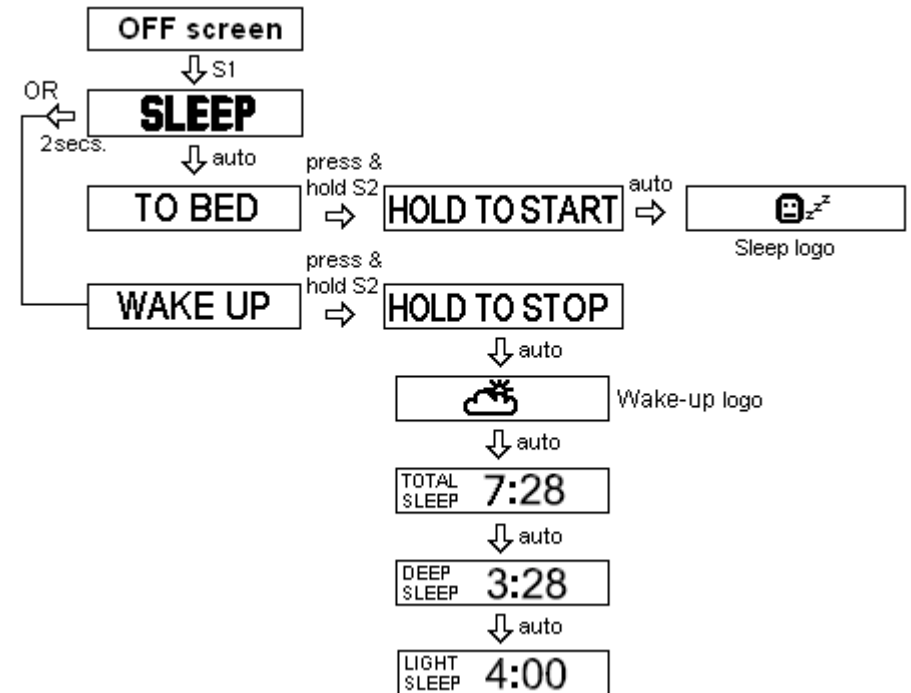 OFF screen
S1
OR
SLEEP
2secs.
auto
press &
hold S2
auto
TO BED
HOLD TO START
zzz
Sleep logo
press &
hold S2
WAKE UP
HOLD TO STOP
auto
Wake-up logo
auto
TOTAL
SLEEP
7:28
auto
DEEP
SLEEP
3:28
auto
LIGHT
SLEEP
4:00